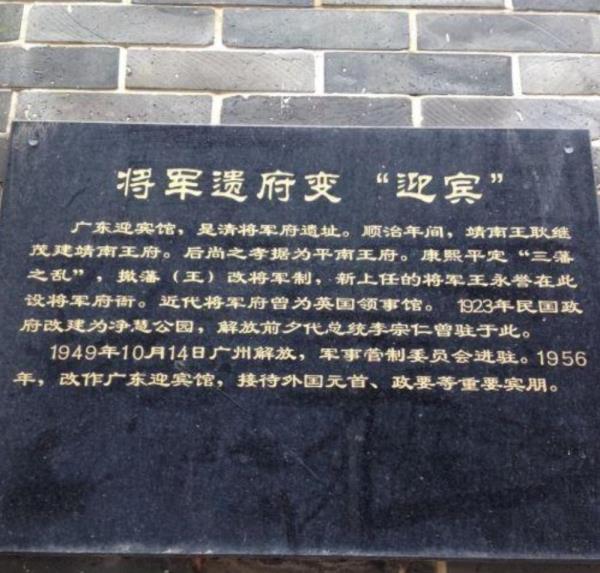 将军遗府变 “迎宾”
广东迎宾馆，是清将军府遗址。顺治年间，靖南王耿继
茂建靖南王府。后尚之孝据为平南王府。康熙平定“三藩
之乱”，撤藩（王）改将军制，新上任的将军王永誉在此
设将军府衙。近代将军府曾为英国领事馆。 1923年民国政
府改建为净慧公园，解放前夕代总统李宗仁曾驻于此。
1949年10月14日广州解放，军事管制委员会进驻。1956
年，改作广东迎宾馆，接待外国元首、政要等重要宾朋。